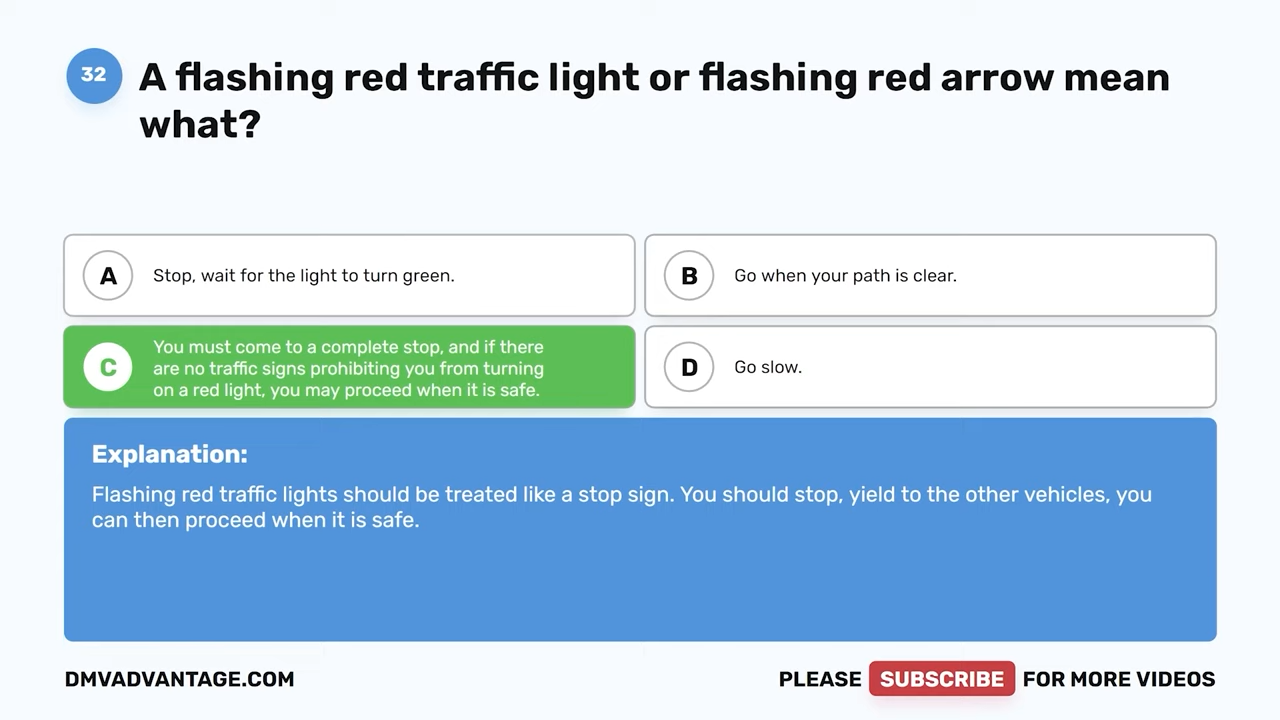 32
A flashing red traffic light or flashing red arrow mean
what?
A
Stop, wait for the light to turn green.
B
Go when your path is clear.
C
You must come to a complete stop, and if there
are no traffic signs prohibiting you from turning
on a red light, you may proceed when it is safe.
D
Go slow.
Explanation:
Flashing red traffic lights should be treated like a stop sign. You should stop, yield to the other vehicles, you
can then proceed when it is safe.
DMVADVANTAGE.COM
PLEASE SUBSCRIBE FOR MORE VIDEOS